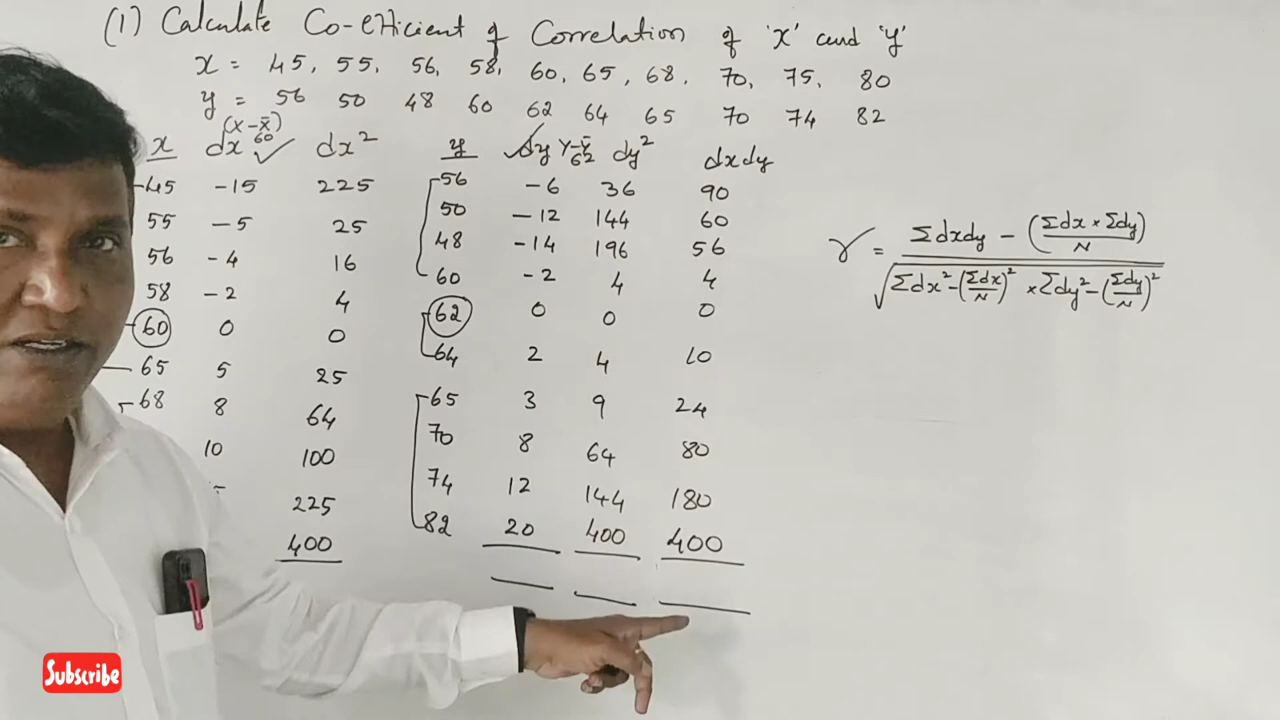 (1) Calculate Co-efficient of Correlation of 'x' and 'y'
x = 45, 55, 56, 58, 60, 65, 68, 70, 75, 80
y = 56 50 48 60 62 64 65 70 74 82
(X-x̄)
x dx 60 ✓ dx² y dy Y-ȳ 62 dy² dxdy
45 -15 225 56 -6 36 90
55 -5 25 50 -12 144 60
56 -4 16 48 -14 196 56
58 -2 4 60 -2 4 4
60 0 0 62 0 0 0
65 5 25 64 2 4 10
68 8 64 65 3 9 24
10 100 70 8 64 80
225 74 12 144 180
400 82 20 400 400
r = Σdxdy - (Σdx × Σdy / N) / √Σdx² - (Σdx/N)² × Σdy² - (Σdy/N)²
Subscribe